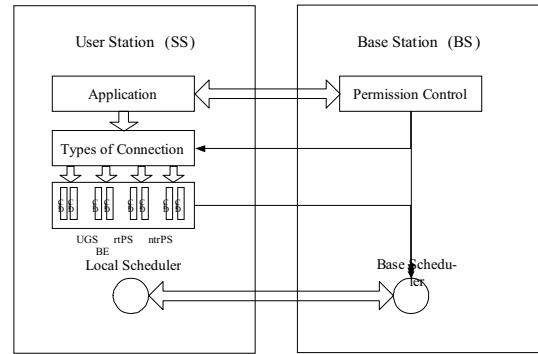 User Station (SS)
Base Station (BS)
Application
Permission Control
Types of Connection
UGS rtPS ntrPS
BE
Local Scheduler
Base Schedu-
ler